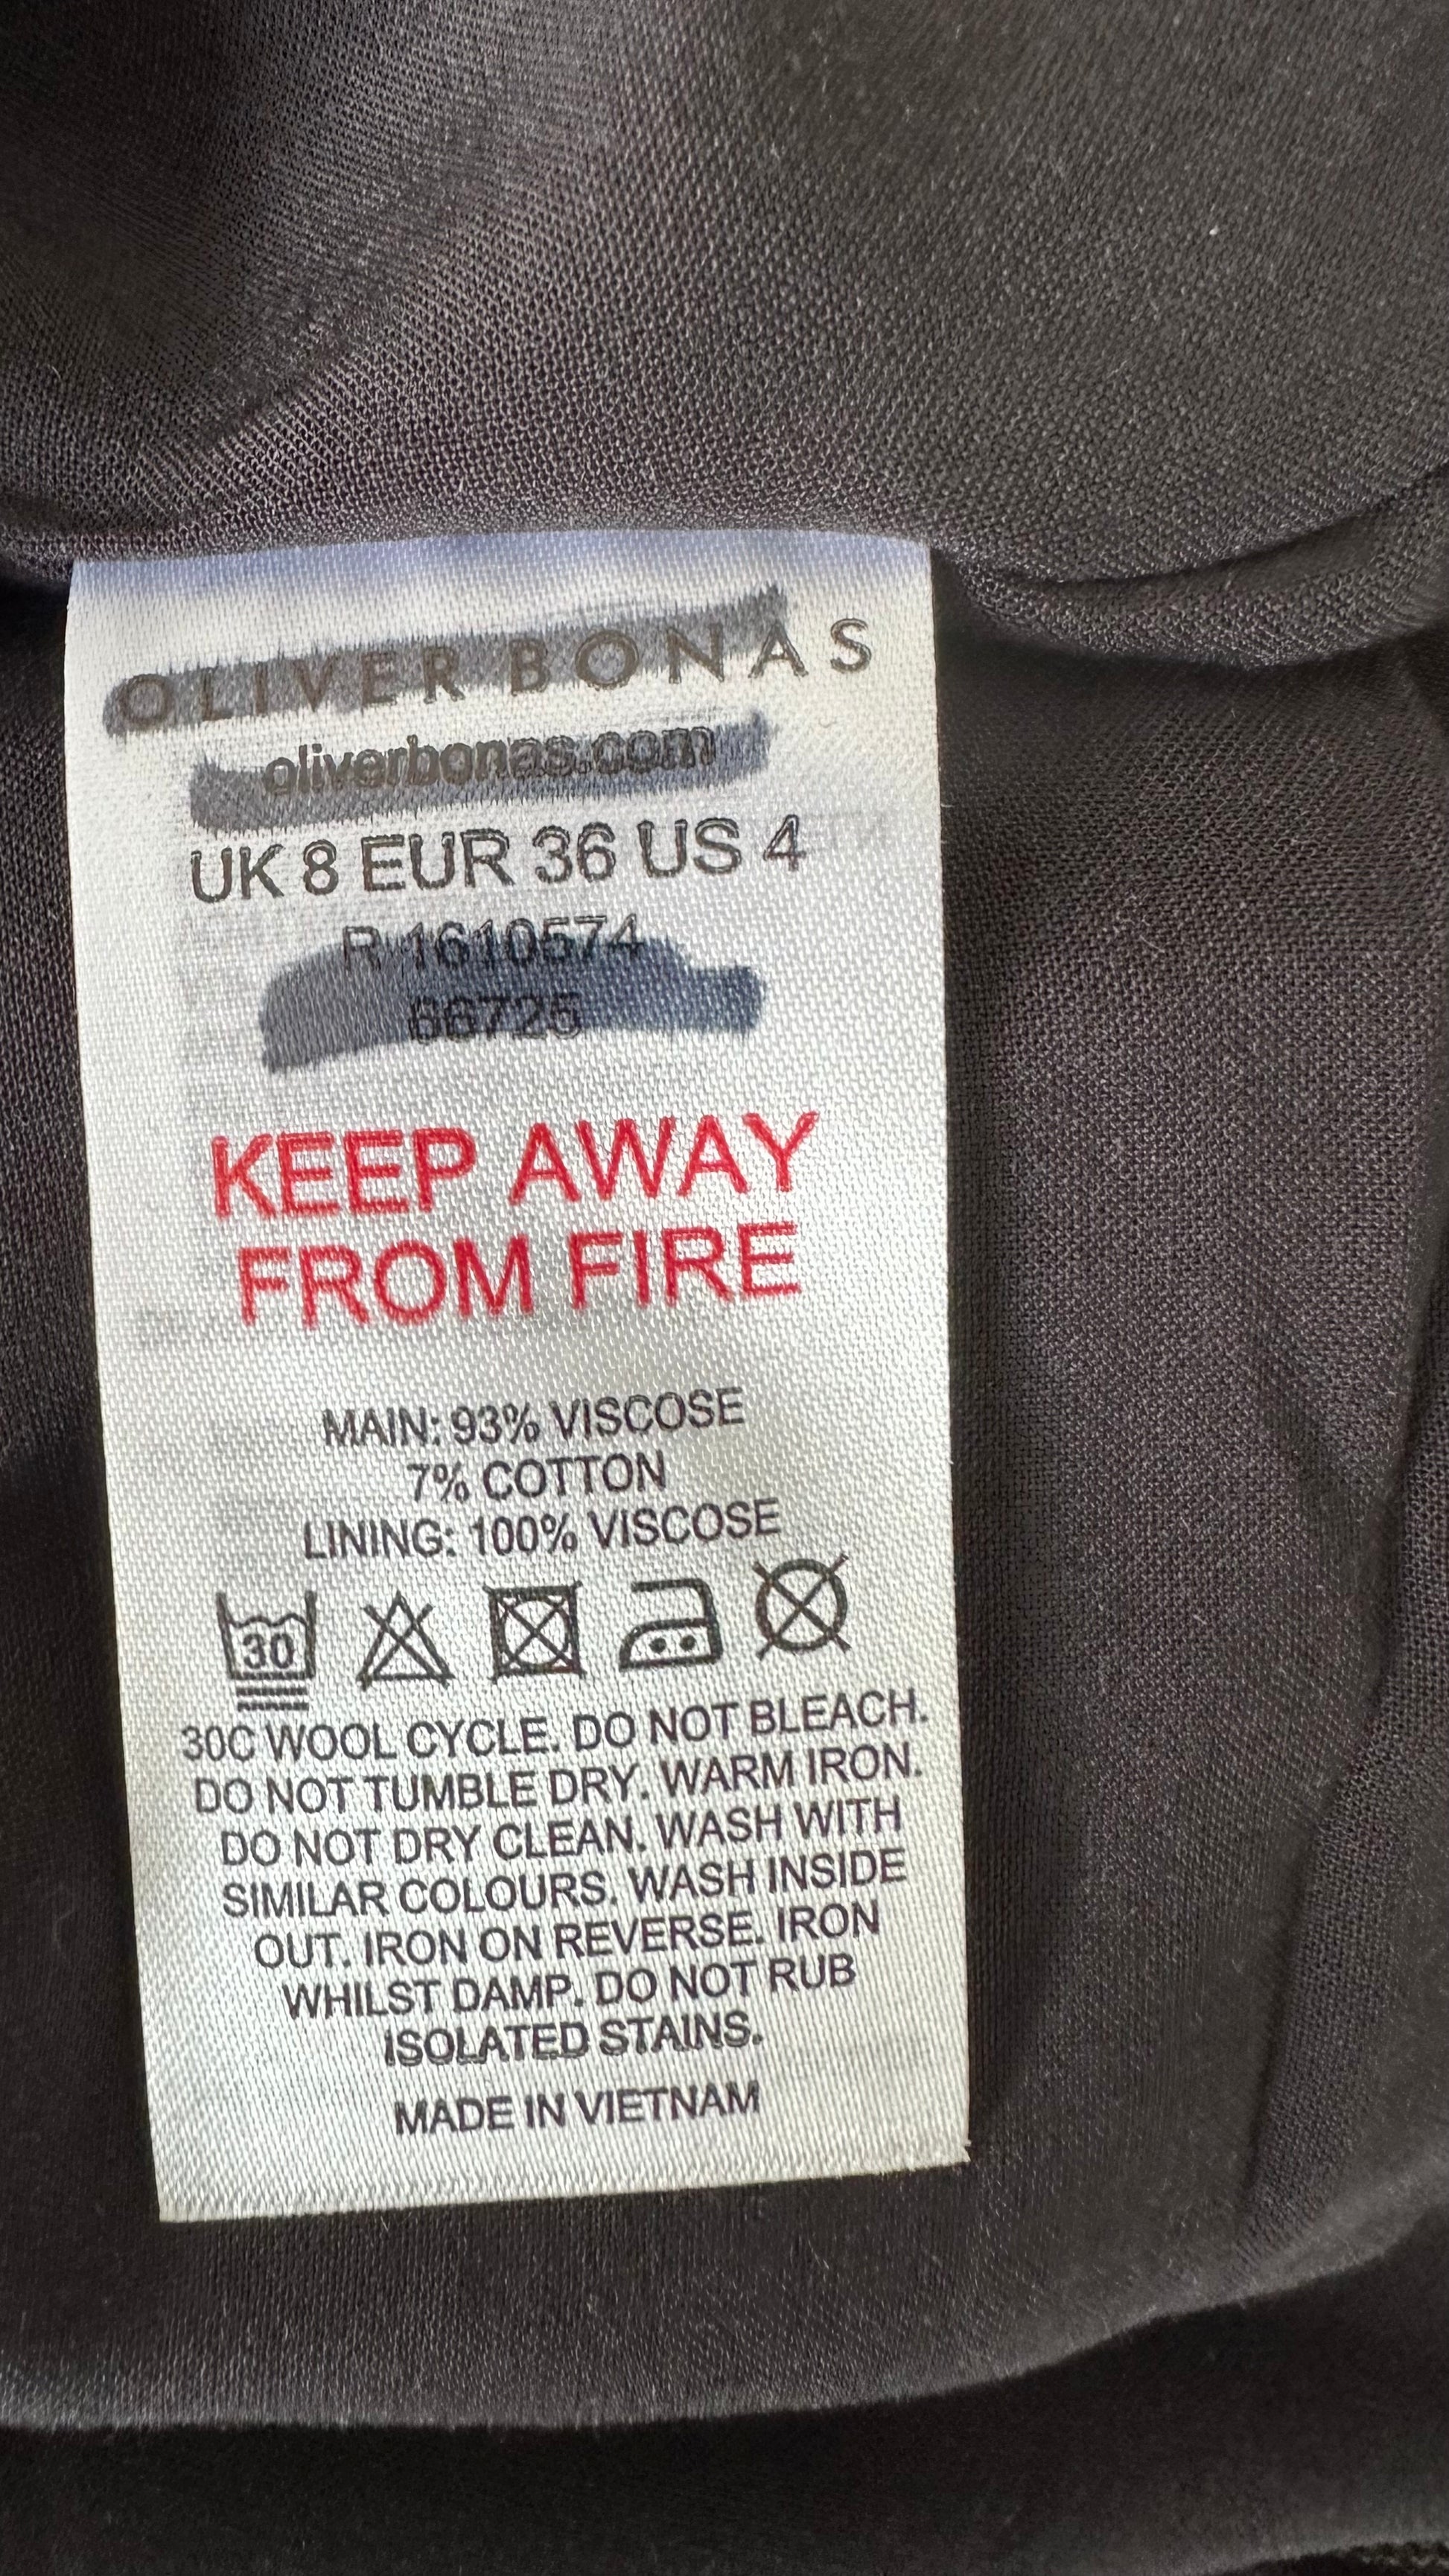 OLIVER BONAS
oliverbonas.com
UK 8 EUR 36 US 4
R 1610574
66725
KEEP AWAY
FROM FIRE
MAIN: 93% VISCOSE
7% COTTON
LINING: 100% VISCOSE
30
30C WOOL CYCLE. DO NOT BLEACH.
DO NOT TUMBLE DRY. WARM IRON.
DO NOT DRY CLEAN. WASH WITH
SIMILAR COLOURS. WASH INSIDE
OUT. IRON ON REVERSE. IRON
WHILST DAMP. DO NOT RUB
ISOLATED STAINS.
MADE IN VIETNAM